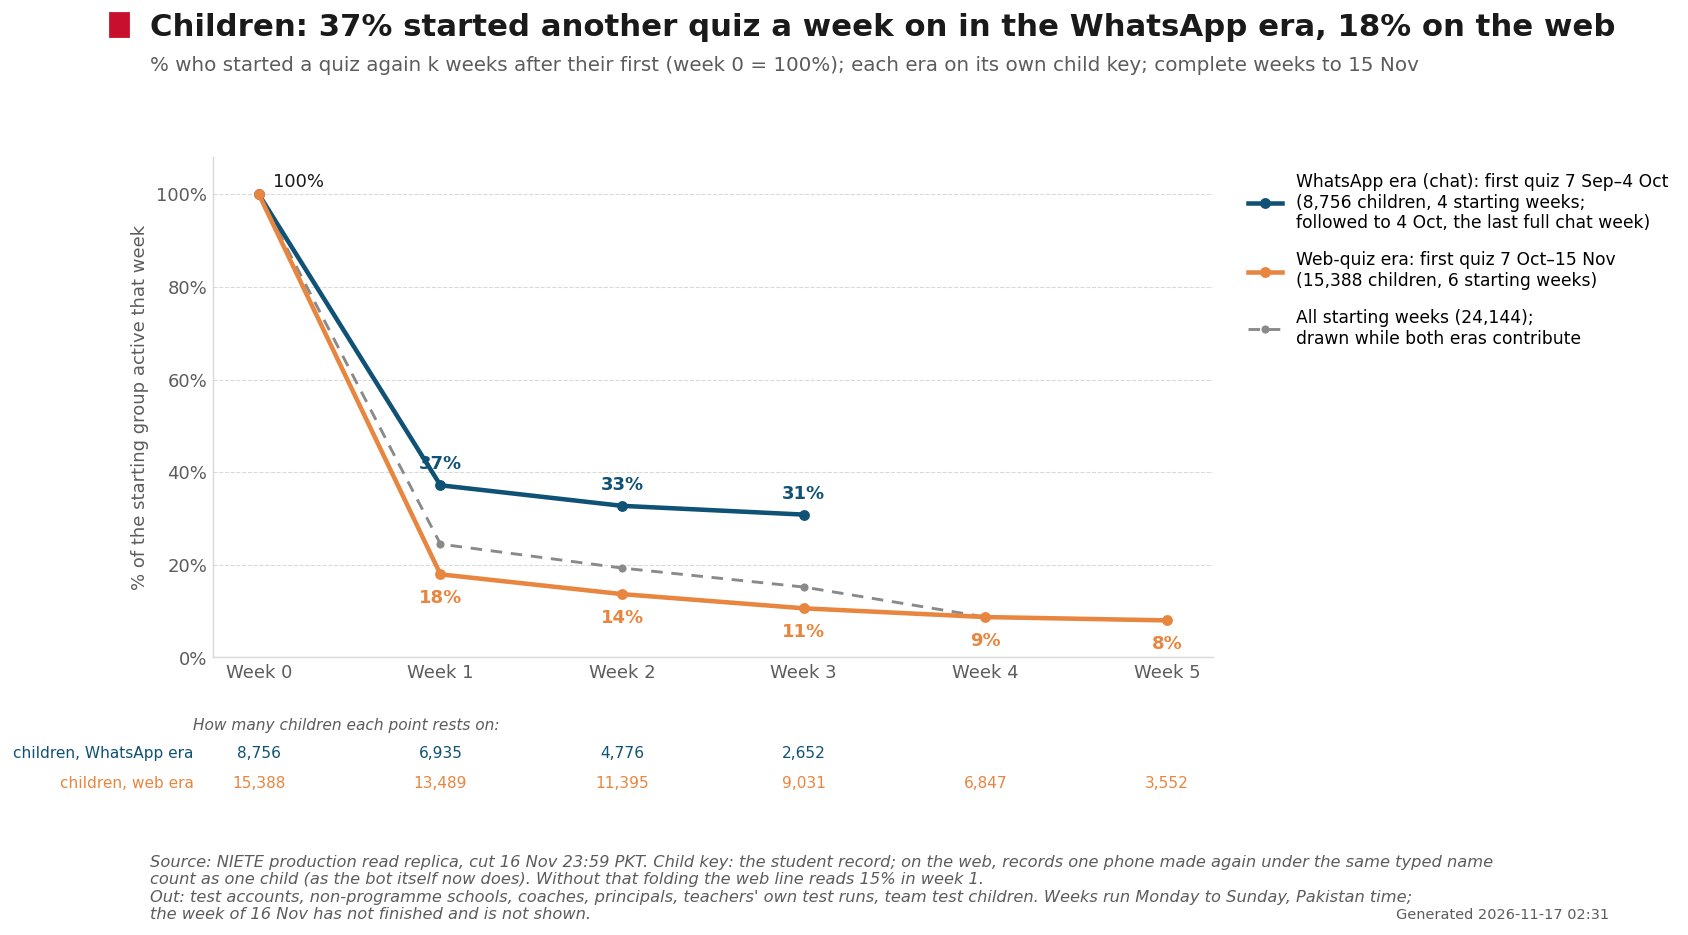 Children: 37% started another quiz a week on in the WhatsApp era, 18% on the web
% who started a quiz again k weeks after their first (week 0 = 100%); each era on its own child key; complete weeks to 15 Nov
% of the starting group active that week
100%
80%
60%
40%
20%
0%
100%
37%
33%
31%
18%
14%
11%
9%
8%
Week 0 Week 1 Week 2 Week 3 Week 4 Week 5
WhatsApp era (chat): first quiz 7 Sep–4 Oct
(8,756 children, 4 starting weeks;
followed to 4 Oct, the last full chat week)
Web-quiz era: first quiz 7 Oct–15 Nov
(15,388 children, 6 starting weeks)
All starting weeks (24,144);
drawn while both eras contribute
How many children each point rests on:
children, WhatsApp era 8,756 6,935 4,776 2,652
children, web era 15,388 13,489 11,395 9,031 6,847 3,552
Source: NIETE production read replica, cut 16 Nov 23:59 PKT. Child key: the student record; on the web, records one phone made again under the same typed name
count as one child (as the bot itself now does). Without that folding the web line reads 15% in week 1.
Out: test accounts, non-programme schools, coaches, principals, teachers' own test runs, team test children. Weeks run Monday to Sunday, Pakistan time;
the week of 16 Nov has not finished and is not shown.
Generated 2026-11-17 02:31